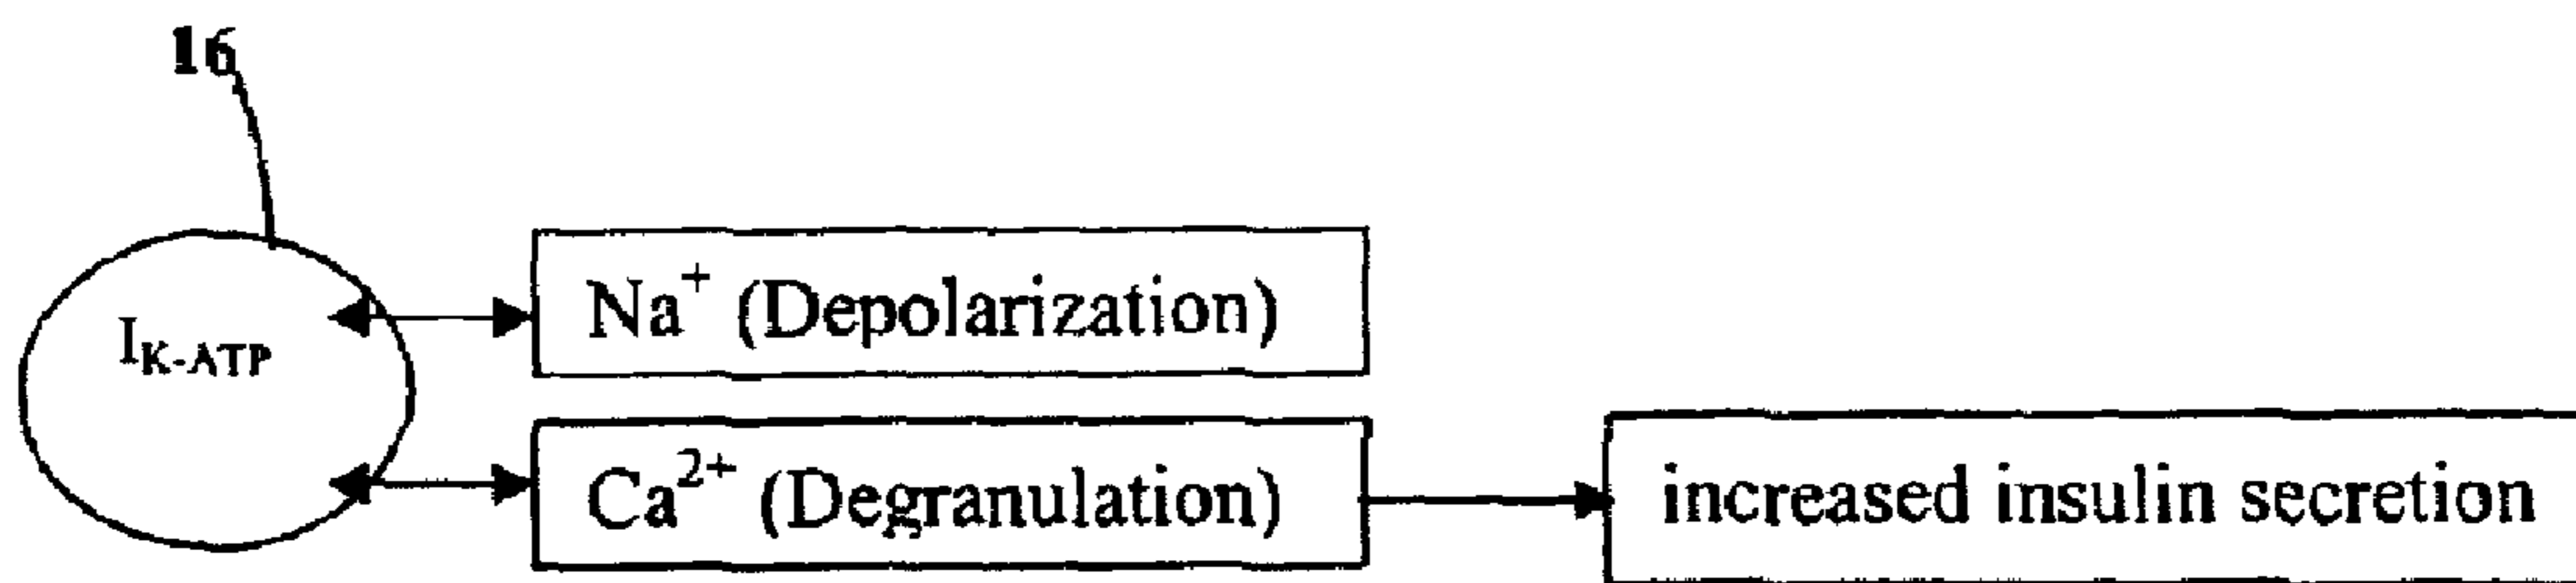 16
I_K-ATP
Na⁺ (Depolarization)
Ca²⁺ (Degranulation)
increased insulin secretion